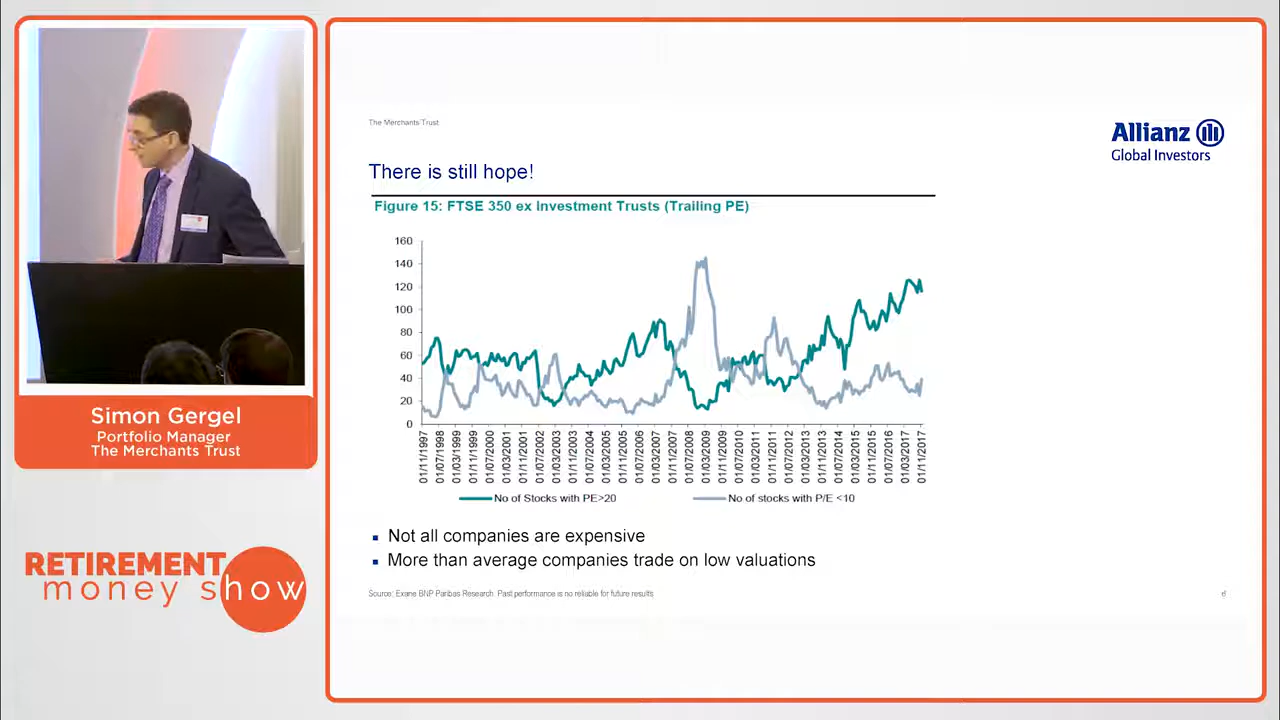 The Merchants Trust
Allianz
Global Investors
There is still hope!
Figure 15: FTSE 350 ex Investment Trusts (Trailing PE)
160
140
120
100
80
60
40
20
0
01/11/1997
01/07/1998
01/03/1999
01/11/1999
01/07/2000
01/03/2001
01/11/2001
01/07/2002
01/03/2003
01/11/2003
01/07/2004
01/03/2005
01/11/2005
01/07/2006
01/03/2007
01/11/2007
01/07/2008
01/03/2009
01/11/2009
01/07/2010
01/03/2011
01/11/2011
01/07/2012
01/03/2013
01/11/2013
01/07/2014
01/03/2015
01/11/2015
01/07/2016
01/03/2017
01/11/2017
No of Stocks with PE>20
No of stocks with P/E <10
Not all companies are expensive
More than average companies trade on low valuations
Source: Exane BNP Paribas Research. Past performance is no reliable for future results
6
Simon Gergel
Portfolio Manager
The Merchants Trust
RETIREMENT
money show